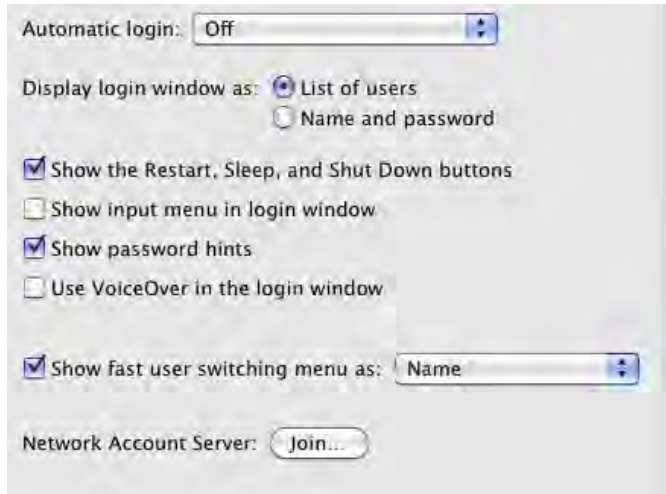 Automatic login: Off
Display login window as: List of users
Name and password
Show the Restart, Sleep, and Shut Down buttons
Show input menu in login window
Show password hints
Use VoiceOver in the login window
Show fast user switching menu as: Name
Network Account Server: Join...